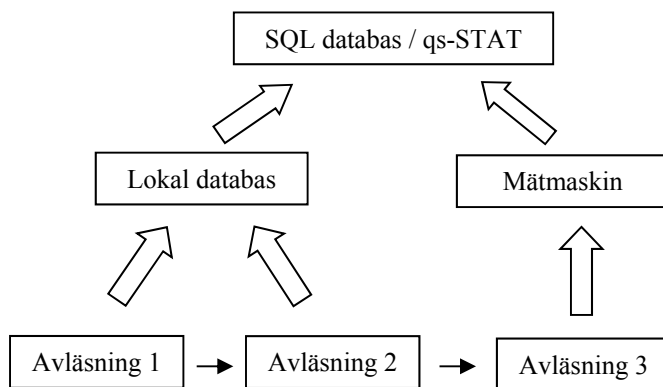 SQL databas / qs-STAT
Lokal databas
Mätmaskin
Avläsning 1
Avläsning 2
Avläsning 3